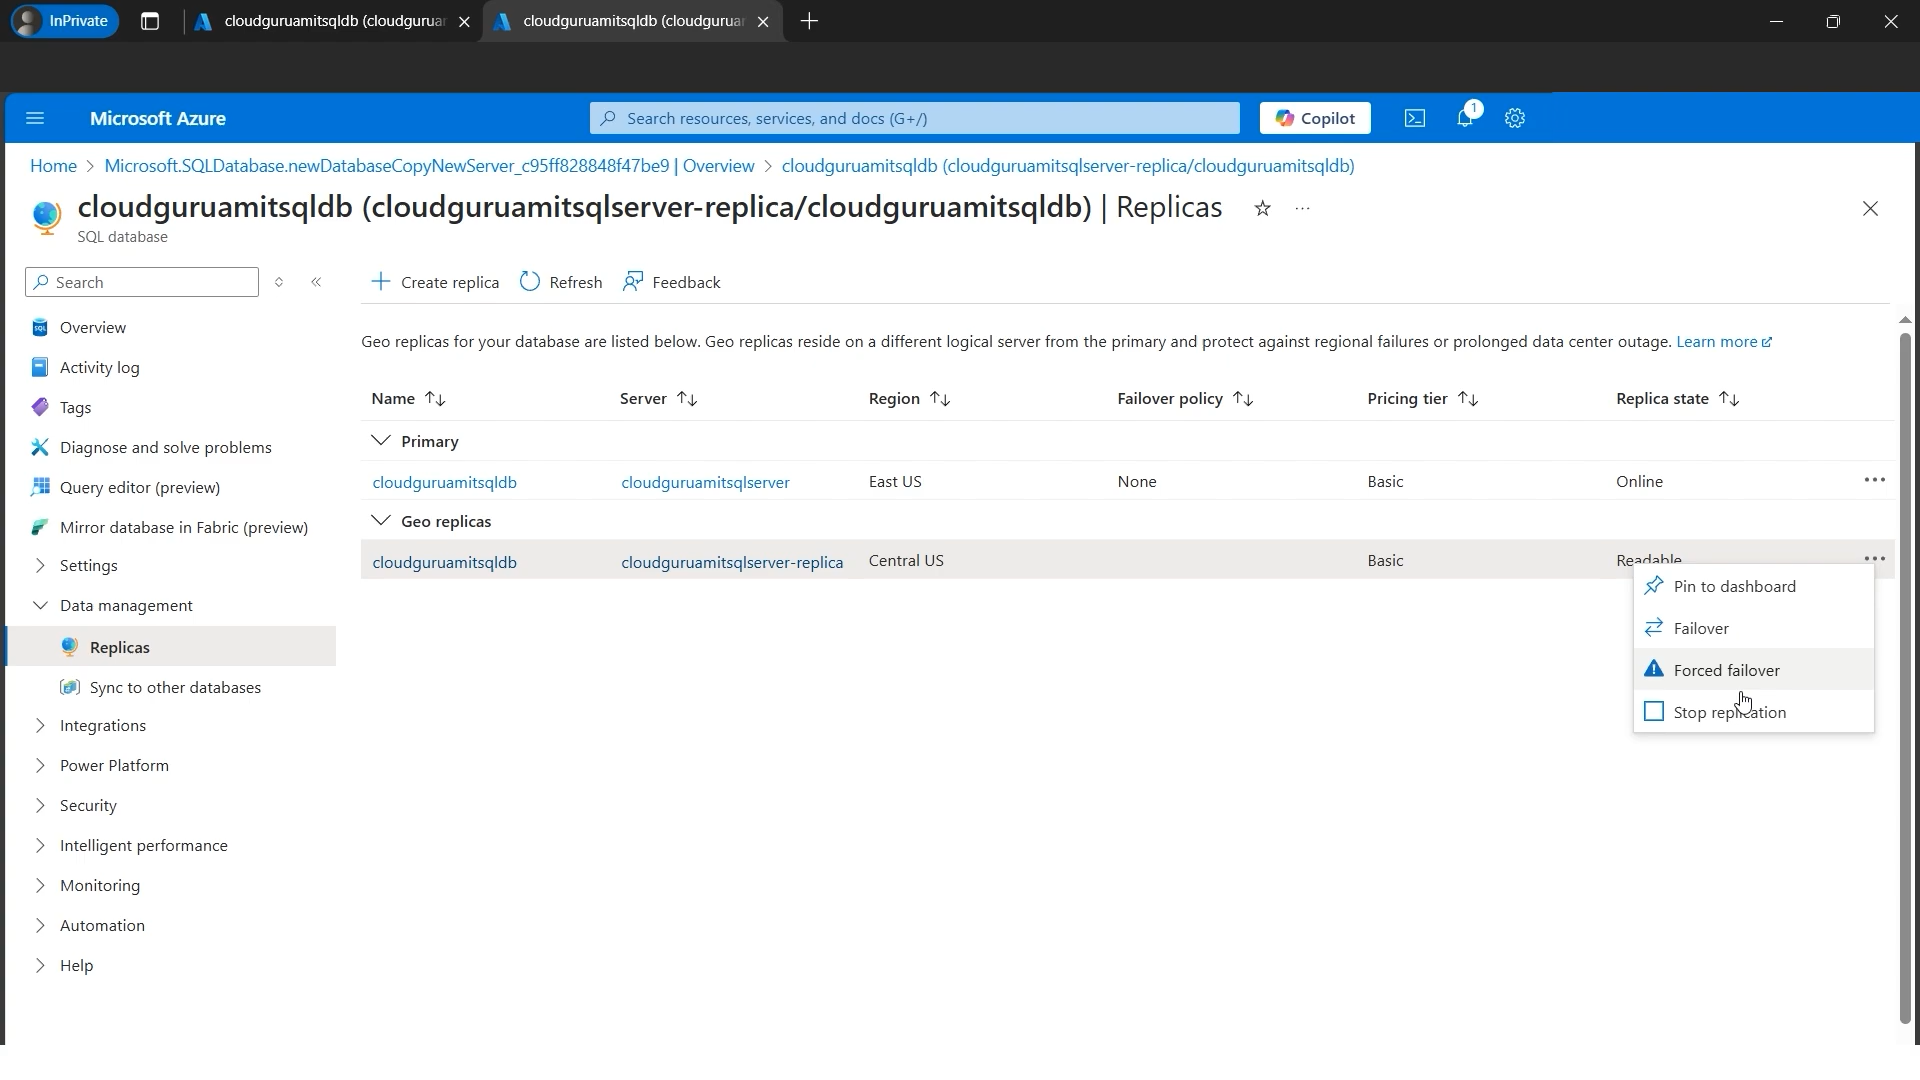 InPrivate
cloudguruamitsqldb (cloudguruar
cloudguruamitsqldb (cloudguruar
Microsoft Azure
Search resources, services, and docs (G+/)
Copilot
1
Home > Microsoft.SQLDatabase.newDatabaseCopyNewServer_c95ff828848f47be9 | Overview > cloudguruamitsqldb (cloudguruamitsqlserver-replica/cloudguruamitsqldb)
cloudguruamitsqldb (cloudguruamitsqlserver-replica/cloudguruamitsqldb) | Replicas
SQL database
Search
Create replica
Refresh
Feedback
Overview
Activity log
Tags
Diagnose and solve problems
Query editor (preview)
Mirror database in Fabric (preview)
Settings
Data management
Replicas
Sync to other databases
Integrations
Power Platform
Security
Intelligent performance
Monitoring
Automation
Help
Geo replicas for your database are listed below. Geo replicas reside on a different logical server from the primary and protect against regional failures or prolonged data center outage. Learn more
Name Server Region Failover policy Pricing tier Replica state
Primary
cloudguruamitsqldb cloudguruamitsqlserver East US None Basic Online
Geo replicas
cloudguruamitsqldb cloudguruamitsqlserver-replica Central US Basic Readable
Pin to dashboard
Failover
Forced failover
Stop replication